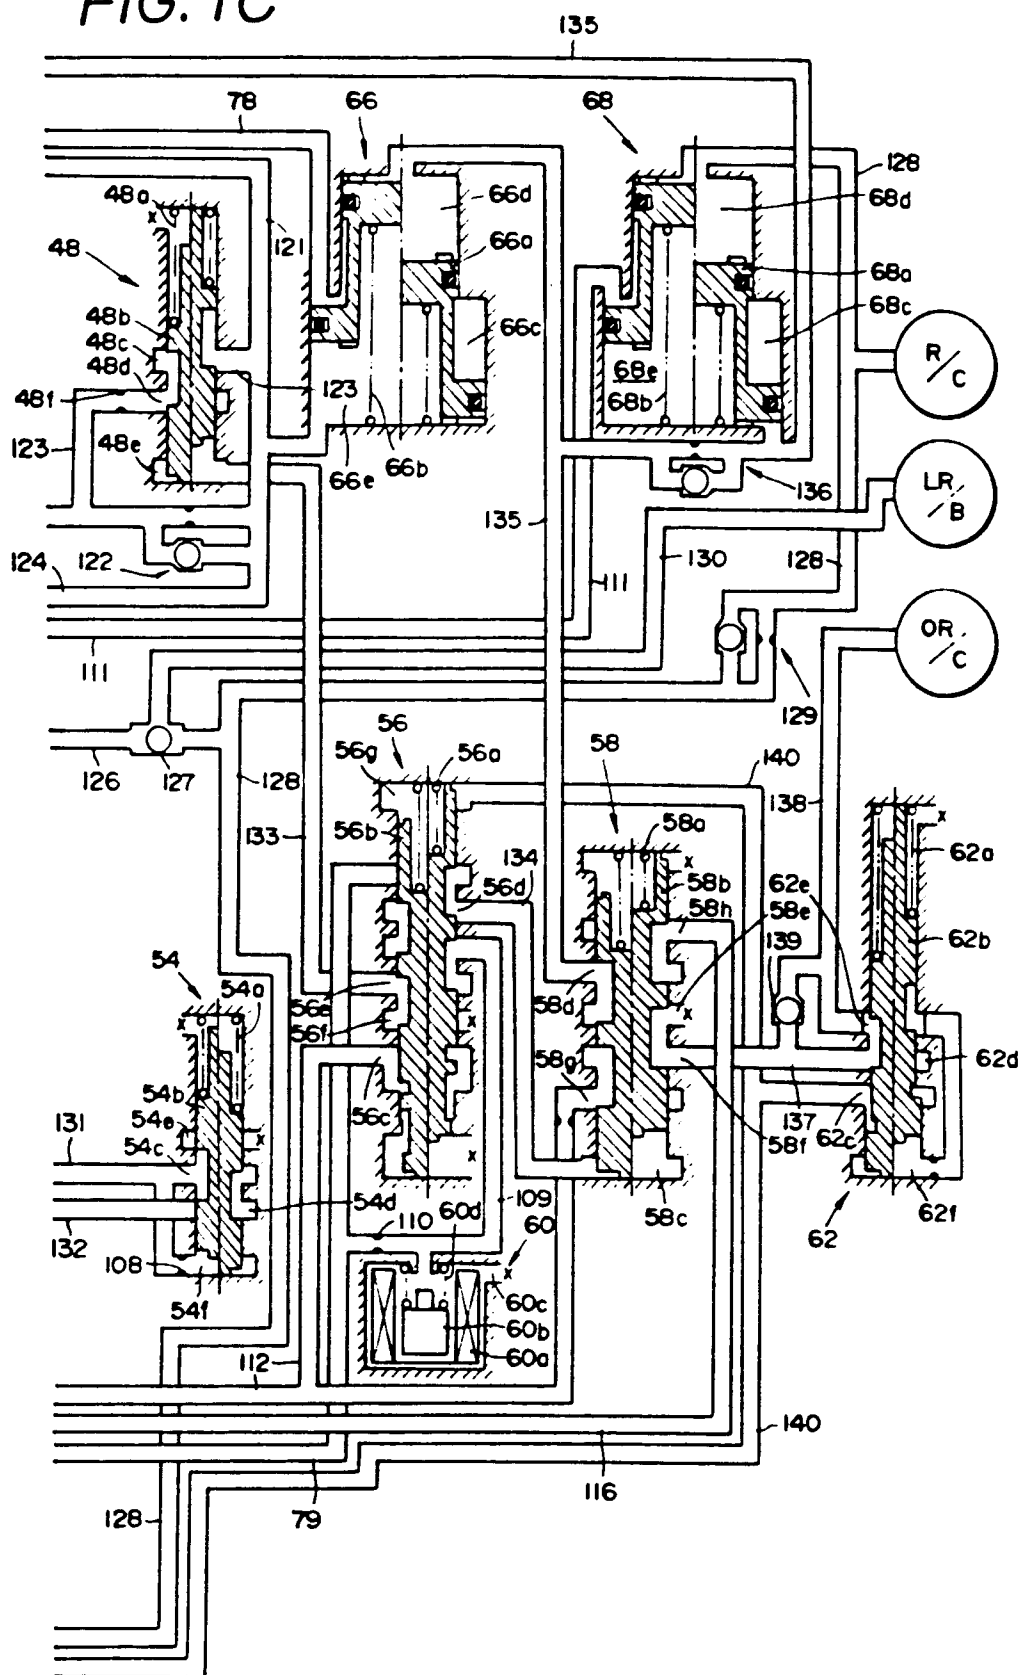 FIG. 1C
135
78
66
68
128
48a
x
66d
68d
48
121
66a
68a
48b
48c
66c
68c
R/C
48d
68e
48f
123
68b
123
48e
66e
66b
136
LR/B
135
124
122
130
128
111
OR/C
111
129
56
126
127
56g
56a
58
140
128
138
133
56b
58a
x
134
x
62a
56d
58b
62e
58h
58e
62b
54
139
54a
56e
58d
x
x
56f
x
58g
62d
54b
54e
x
56c
137
131
54c
62c
58f
x
109
54d
60d
58c
110
60
62f
132
62
108
x
54f
60c
60b
60a
112
140
116
128
79